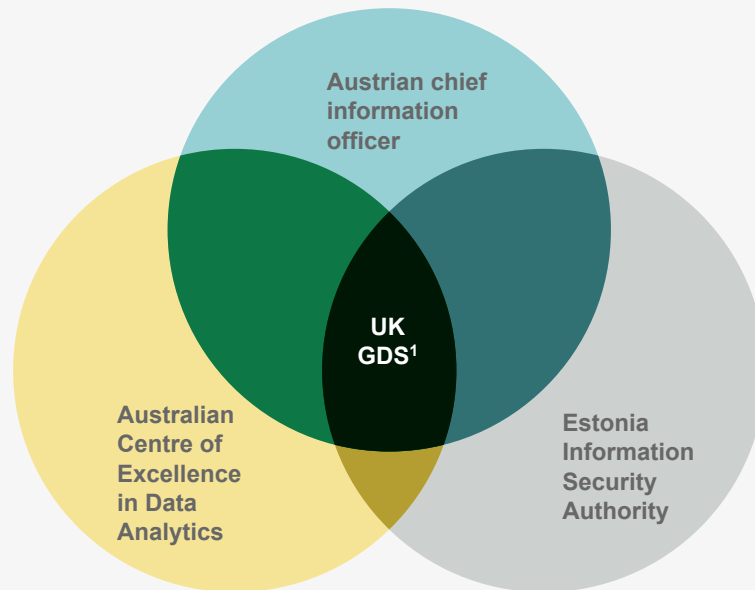 Austrian chief
information
officer
UK
GDS¹
Australian
Centre of
Excellence
in Data
Analytics
Estonia
Information
Security
Authority